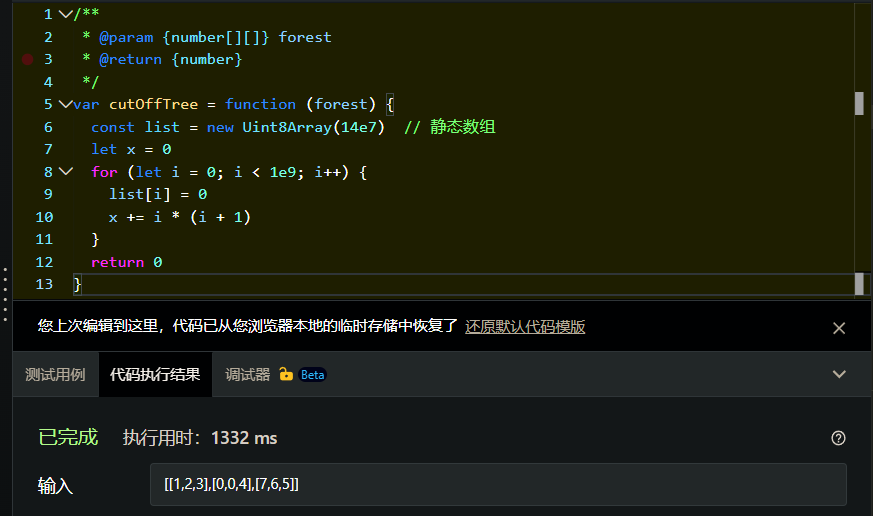 1 /**
2  * @param {number[][]} forest
3  * @return {number}
4  */
5 var cutOffTree = function (forest) {
6   const list = new Uint8Array(14e7)  // 静态数组
7   let x = 0
8   for (let i = 0; i < 1e9; i++) {
9     list[i] = 0
10     x += i * (i + 1)
11   }
12   return 0
13 }
您上次编辑到这里，代码已从您浏览器本地的临时存储中恢复了 还原默认代码模版
测试用例 代码执行结果 调试器 Beta
已完成 执行用时：1332 ms
输入 [[1,2,3],[0,0,4],[7,6,5]]